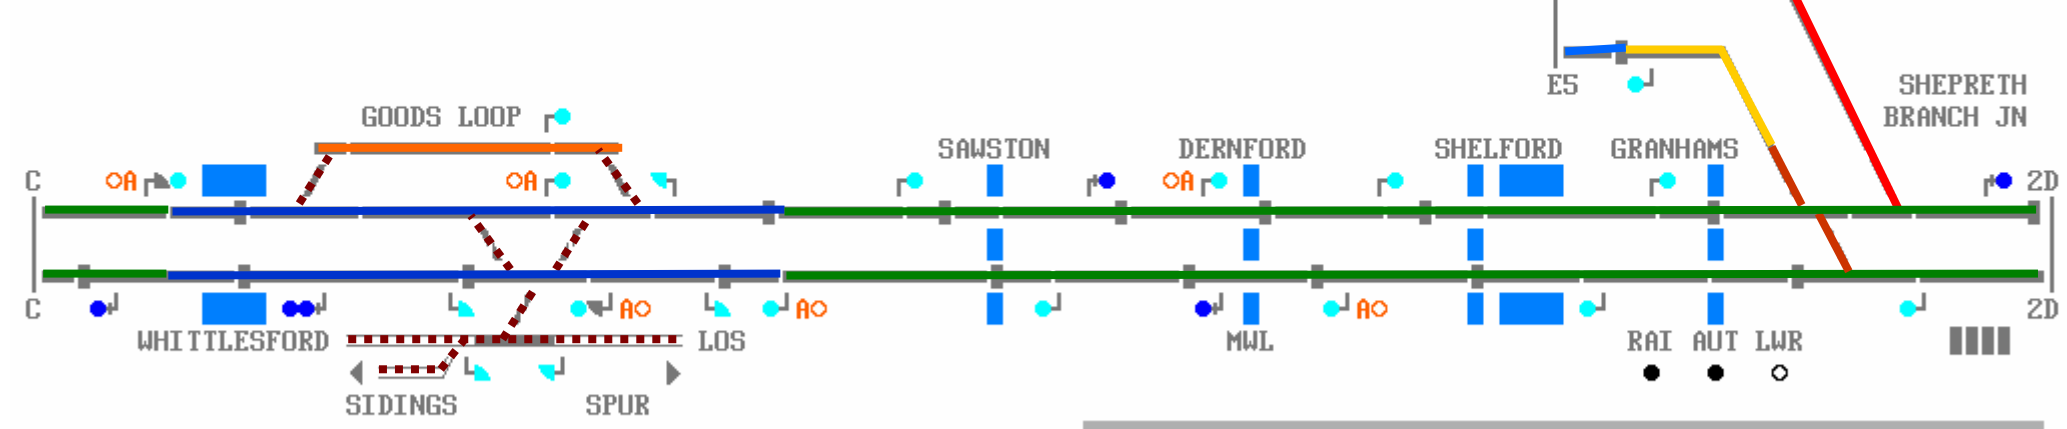 E5
SHEPRETH
BRANCH JN
GOODS LOOP
SAWSTON
DERNFORD
SHELFORD
GRANHAMS
C
A
A
A
2D
C
A
A
A
2D
WHITTLESFORD
LOS
MWL
RAI
AUT
LWR
SIDINGS
SPUR